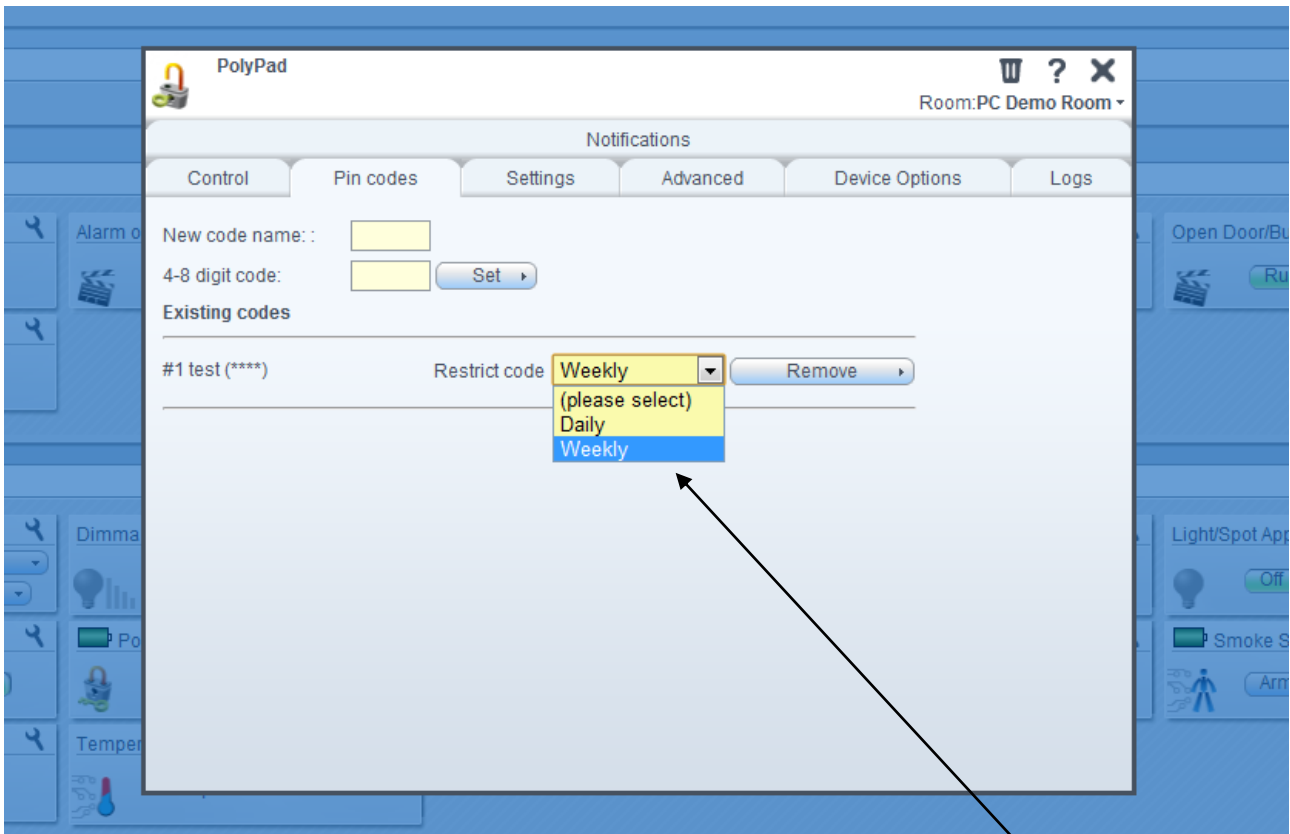 PolyPad
? X
Room:PC Demo Room
Notifications
Control Pin codes Settings Advanced Device Options Logs
New code name: :
4-8 digit code: Set
Existing codes
#1 test (****) Restrict code Weekly Remove
(please select)
Daily
Weekly
Alarm o
Open Door/Bu
Ru
Dimma
Light/Spot App
Off
Po
Smoke S
Arm
Temper